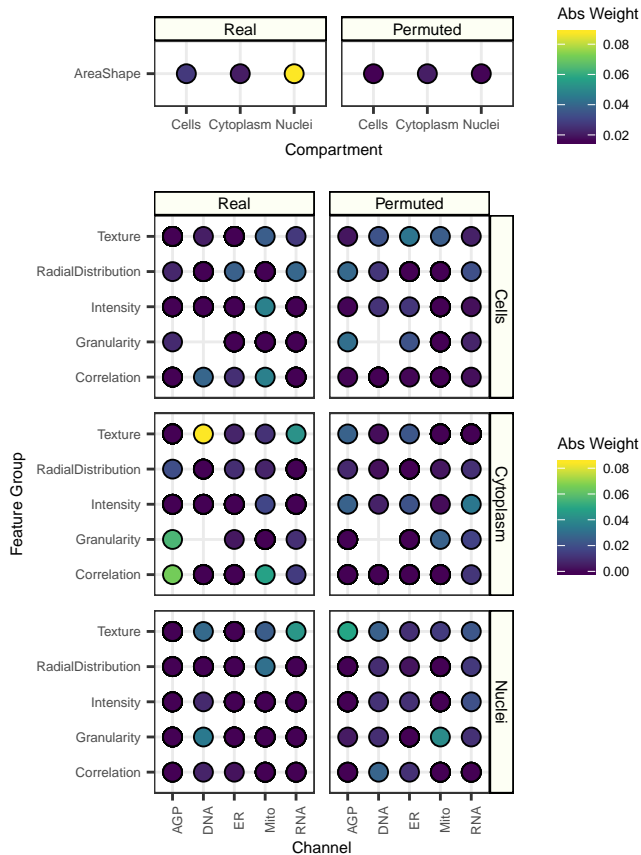 Real Permuted
AreaShape
Cells Cytoplasm Nuclei Cells Cytoplasm Nuclei
Compartment
Abs Weight
0.08
0.06
0.04
0.02
Real Permuted
Texture
RadialDistribution
Intensity
Granularity
Correlation
Cells
Texture
RadialDistribution
Intensity
Granularity
Correlation
Cytoplasm
Texture
RadialDistribution
Intensity
Granularity
Correlation
Nuclei
Feature Group
AGP DNA ER Mito RNA AGP DNA ER Mito RNA
Channel
Abs Weight
0.08
0.06
0.04
0.02
0.00